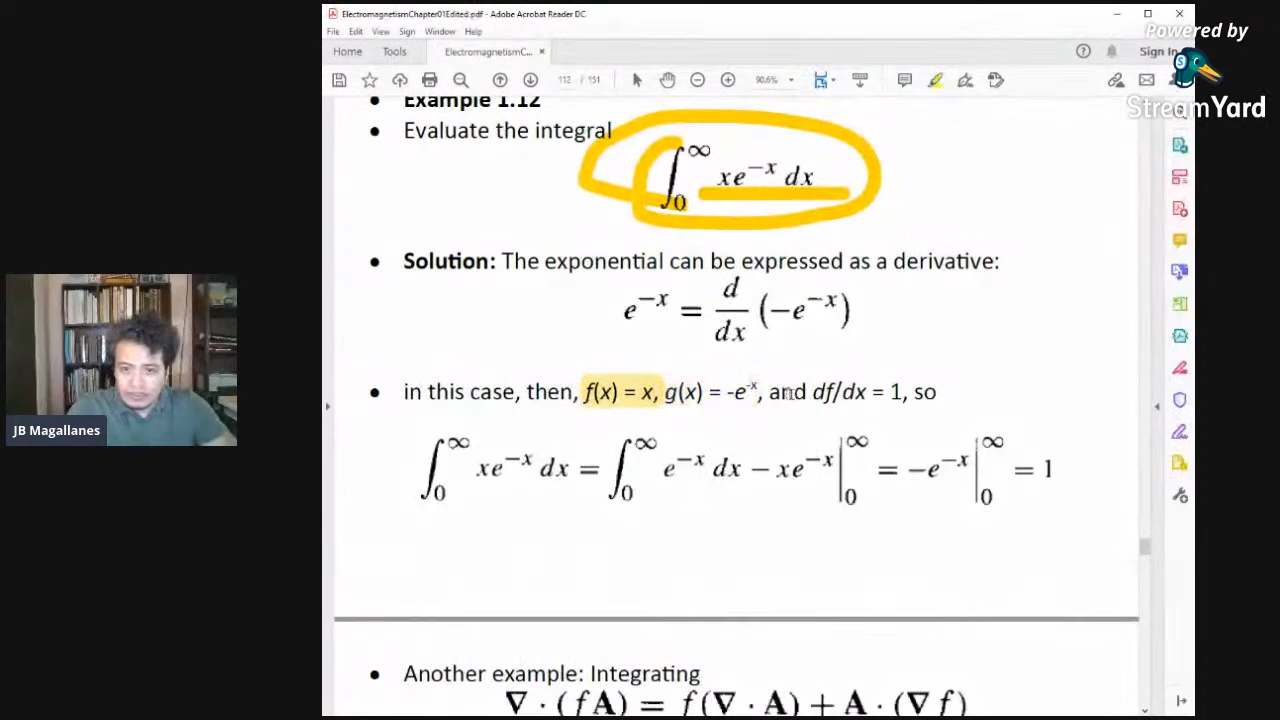 ElectromagnetismChapter01Edited.pdf - Adobe Acrobat Reader DC
File Edit View Sign Window Help
Home Tools ElectromagnetismC... × Sign In
112 / 151 90.6%
Powered by
StreamYard
• Example 1.12
• Evaluate the integral
∫₀^∞ xe⁻ˣ dx
• Solution: The exponential can be expressed as a derivative:
e⁻ˣ = d/dx (−e⁻ˣ)
• in this case, then, f(x) = x, g(x) = -e⁻ˣ, and df/dx = 1, so
∫₀^∞ xe⁻ˣ dx = ∫₀^∞ e⁻ˣ dx − xe⁻ˣ |₀^∞ = −e⁻ˣ |₀^∞ = 1
• Another example: Integrating
∇ · (fA) = f(∇ · A) + A · (∇f)
JB Magallanes